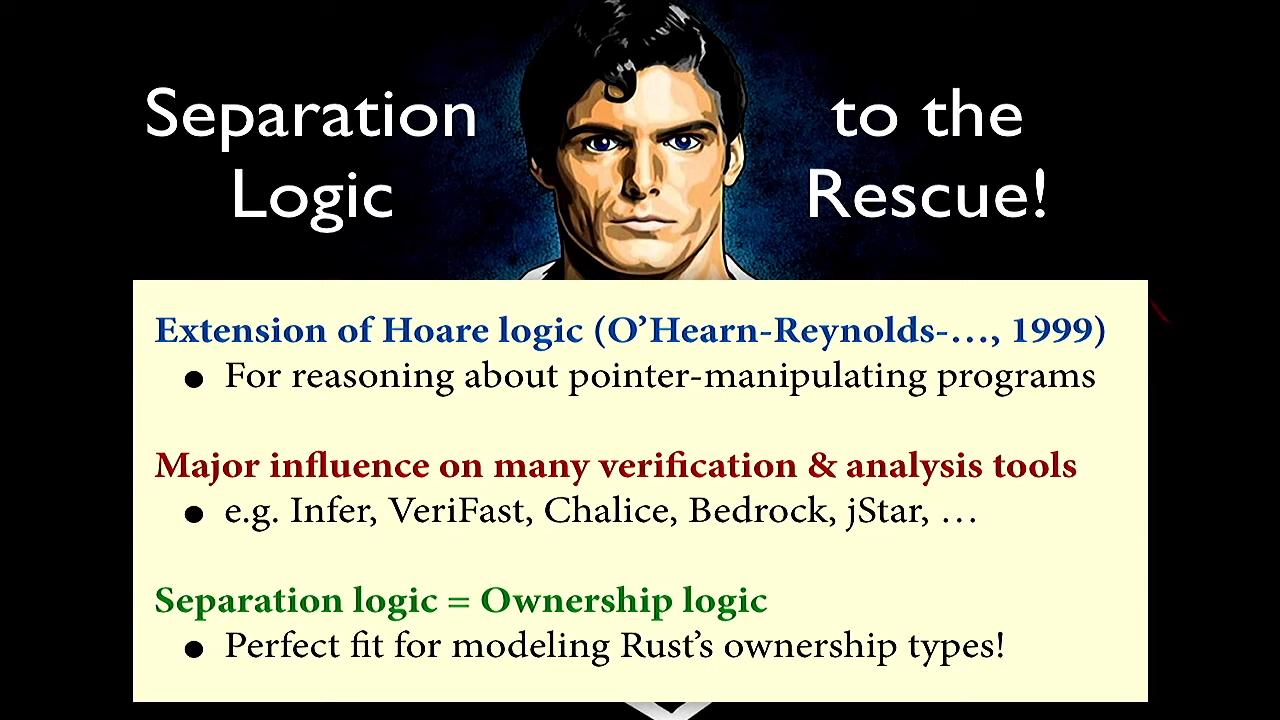 Separation Logic
to the Rescue!
Extension of Hoare logic (O’Hearn-Reynolds-…, 1999)
● For reasoning about pointer-manipulating programs
Major influence on many verification & analysis tools
● e.g. Infer, VeriFast, Chalice, Bedrock, jStar, …
Separation logic = Ownership logic
● Perfect fit for modeling Rust’s ownership types!